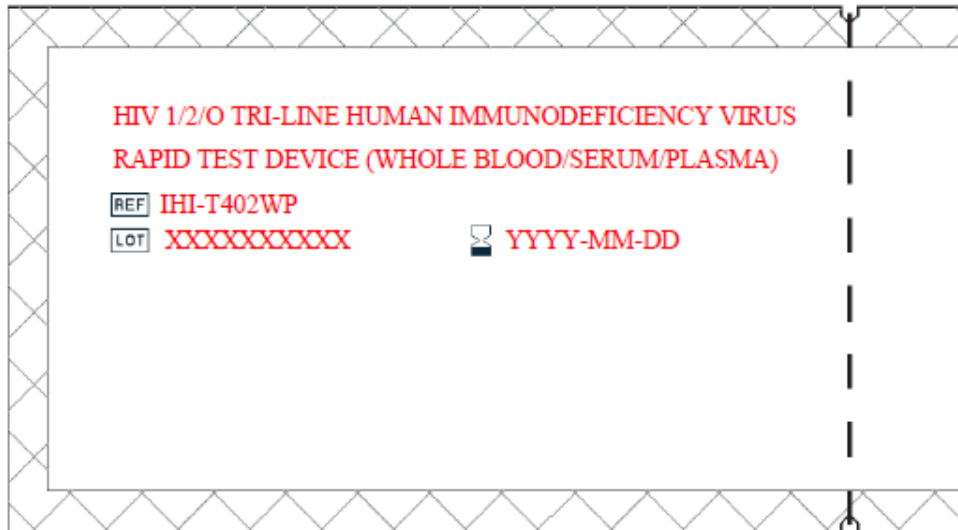 HIV 1/2/O TRI-LINE HUMAN IMMUNODEFICIENCY VIRUS
RAPID TEST DEVICE (WHOLE BLOOD/SERUM/PLASMA)
REF IHI-T402WP
LOT XXXXXXXXXX YYYY-MM-DD